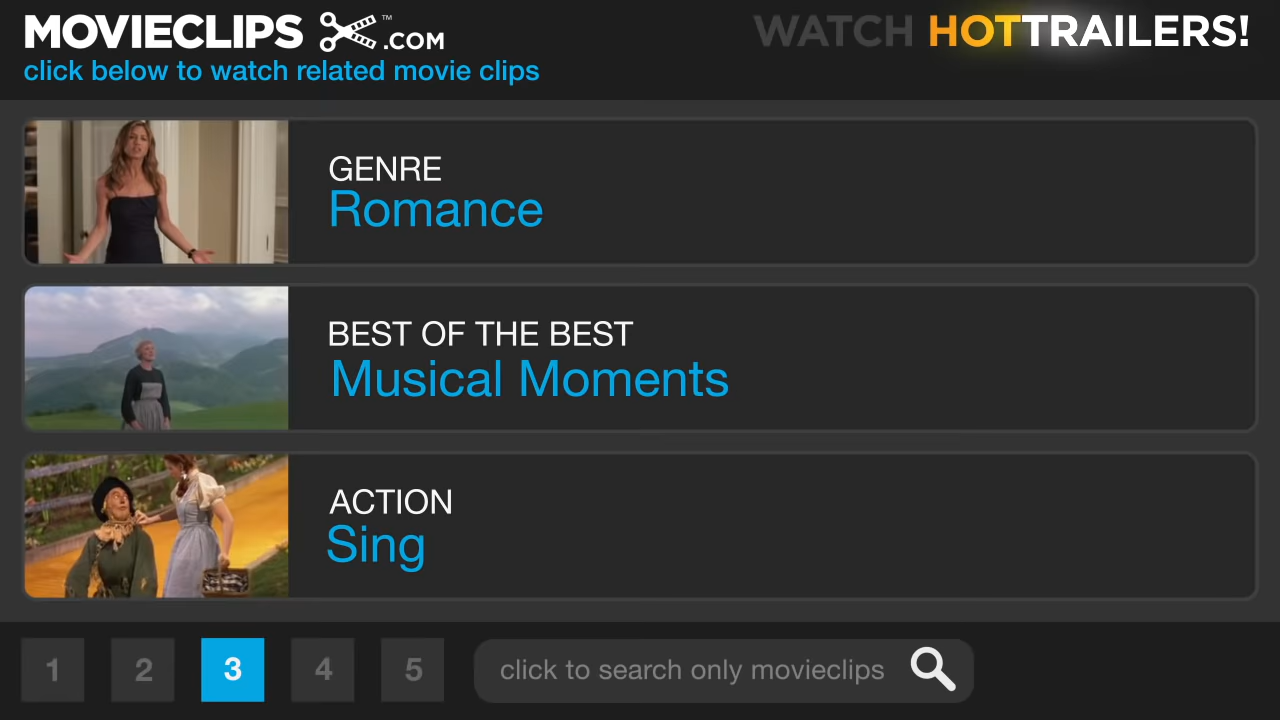 MOVIECLIPS ™ .COM
WATCH HOTTRAILERS!
click below to watch related movie clips
GENRE
Romance
BEST OF THE BEST
Musical Moments
ACTION
Sing
1 2 3 4 5
click to search only movieclips